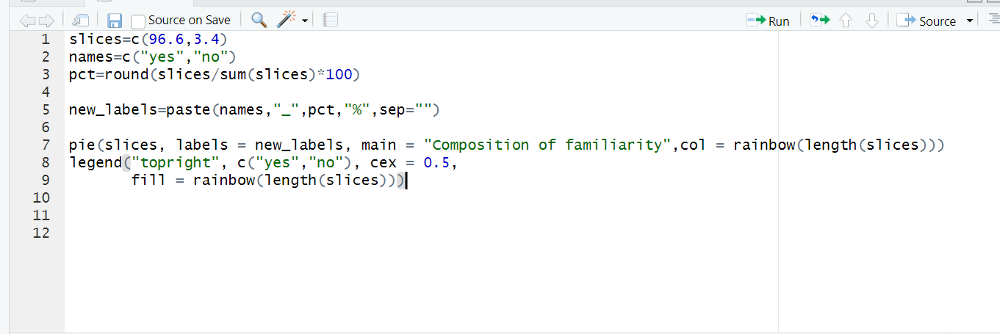 Source on Save Run Source
1 slices=c(96.6,3.4)
2 names=c("yes","no")
3 pct=round(slices/sum(slices)*100)
4
5 new_labels=paste(names,"_",pct,"%",sep="")
6
7 pie(slices, labels = new_labels, main = "Composition of familiarity",col = rainbow(length(slices)))
8 legend("topright", c("yes","no"), cex = 0.5,
9 fill = rainbow(length(slices)))
10
11
12